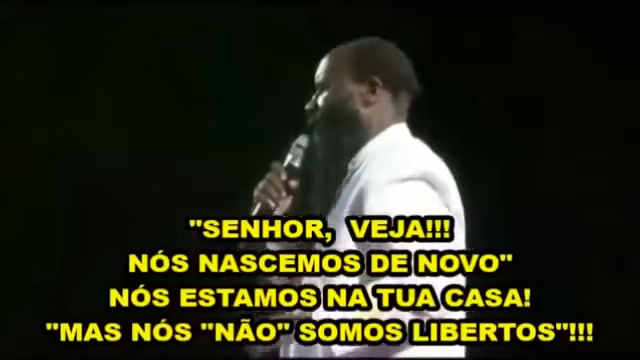 "SENHOR, VEJA!!!
NÓS NASCEMOS DE NOVO"
NÓS ESTAMOS NA TUA CASA!
"MAS NÓS "NÃO" SOMOS LIBERTOS"!!!